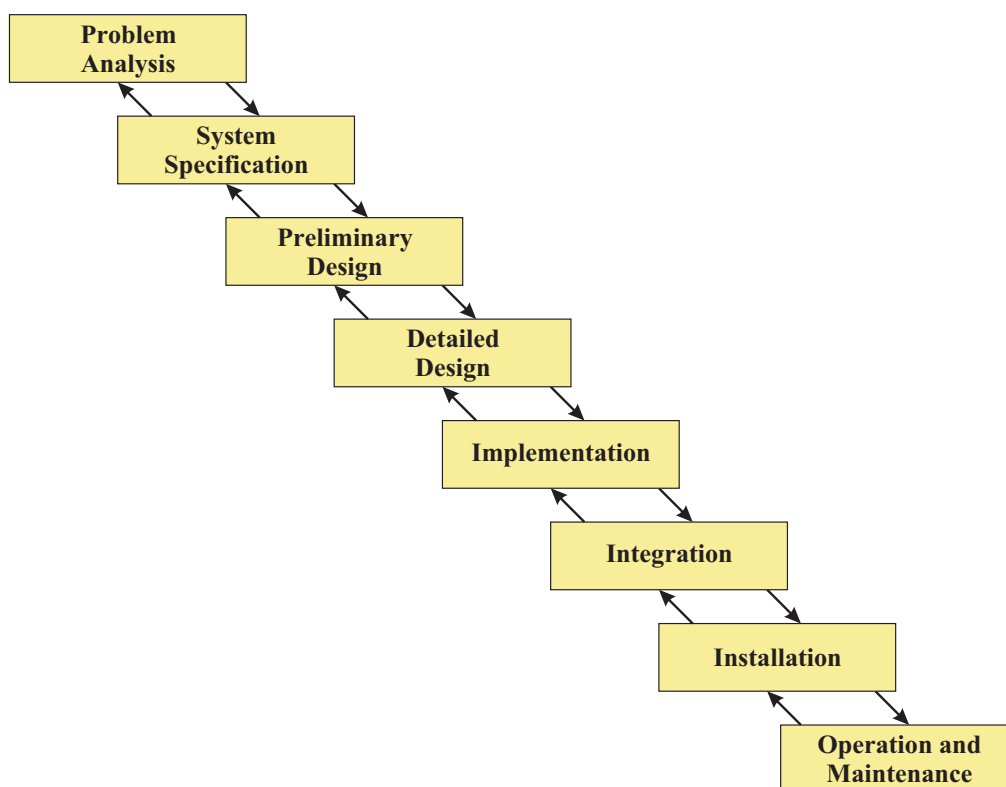 Problem
Analysis
System
Specification
Preliminary
Design
Detailed
Design
Implementation
Integration
Installation
Operation and
Maintenance